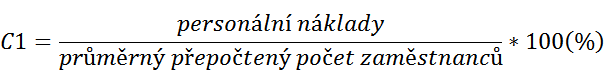 C1 = personální náklady / průměrný přepočtený počet zaměstnanců * 100(%)